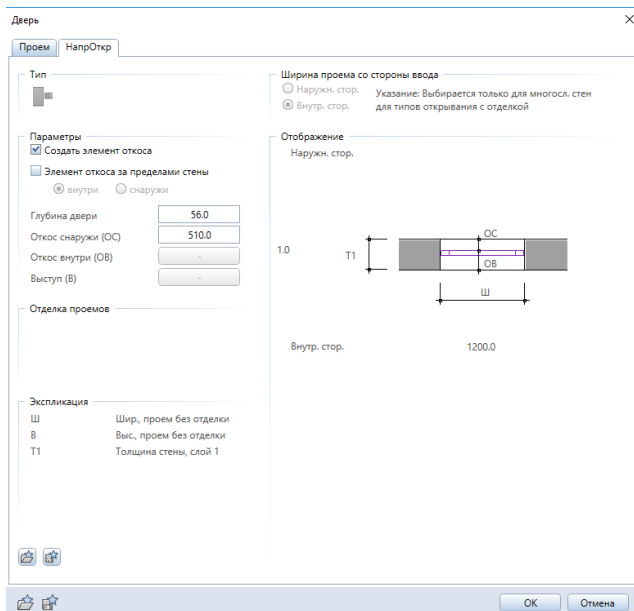 Дверь
Проем НапрОткр
Тип
Ширина проема со стороны ввода
Наружн. стор.
Внутр. стор.
Указание: Выбирается только для многосл. стен
для типов открывания с отделкой
Параметры
Создать элемент откоса
Элемент откоса за пределами стены
внутри снаружи
Глубина двери 56.0
Откос снаружи (ОС) 510.0
Откос внутри (ОВ) -
Выступ (В) -
Отделка проемов
Экспликация
Ш Шир., проем без отделки
В Выс., проем без отделки
Т1 Толщина стены, слой 1
Отображение
Наружн. стор.
1.0 Т1 ОС
ОВ
Ш
Внутр. стор. 1200.0
ОК Отмена